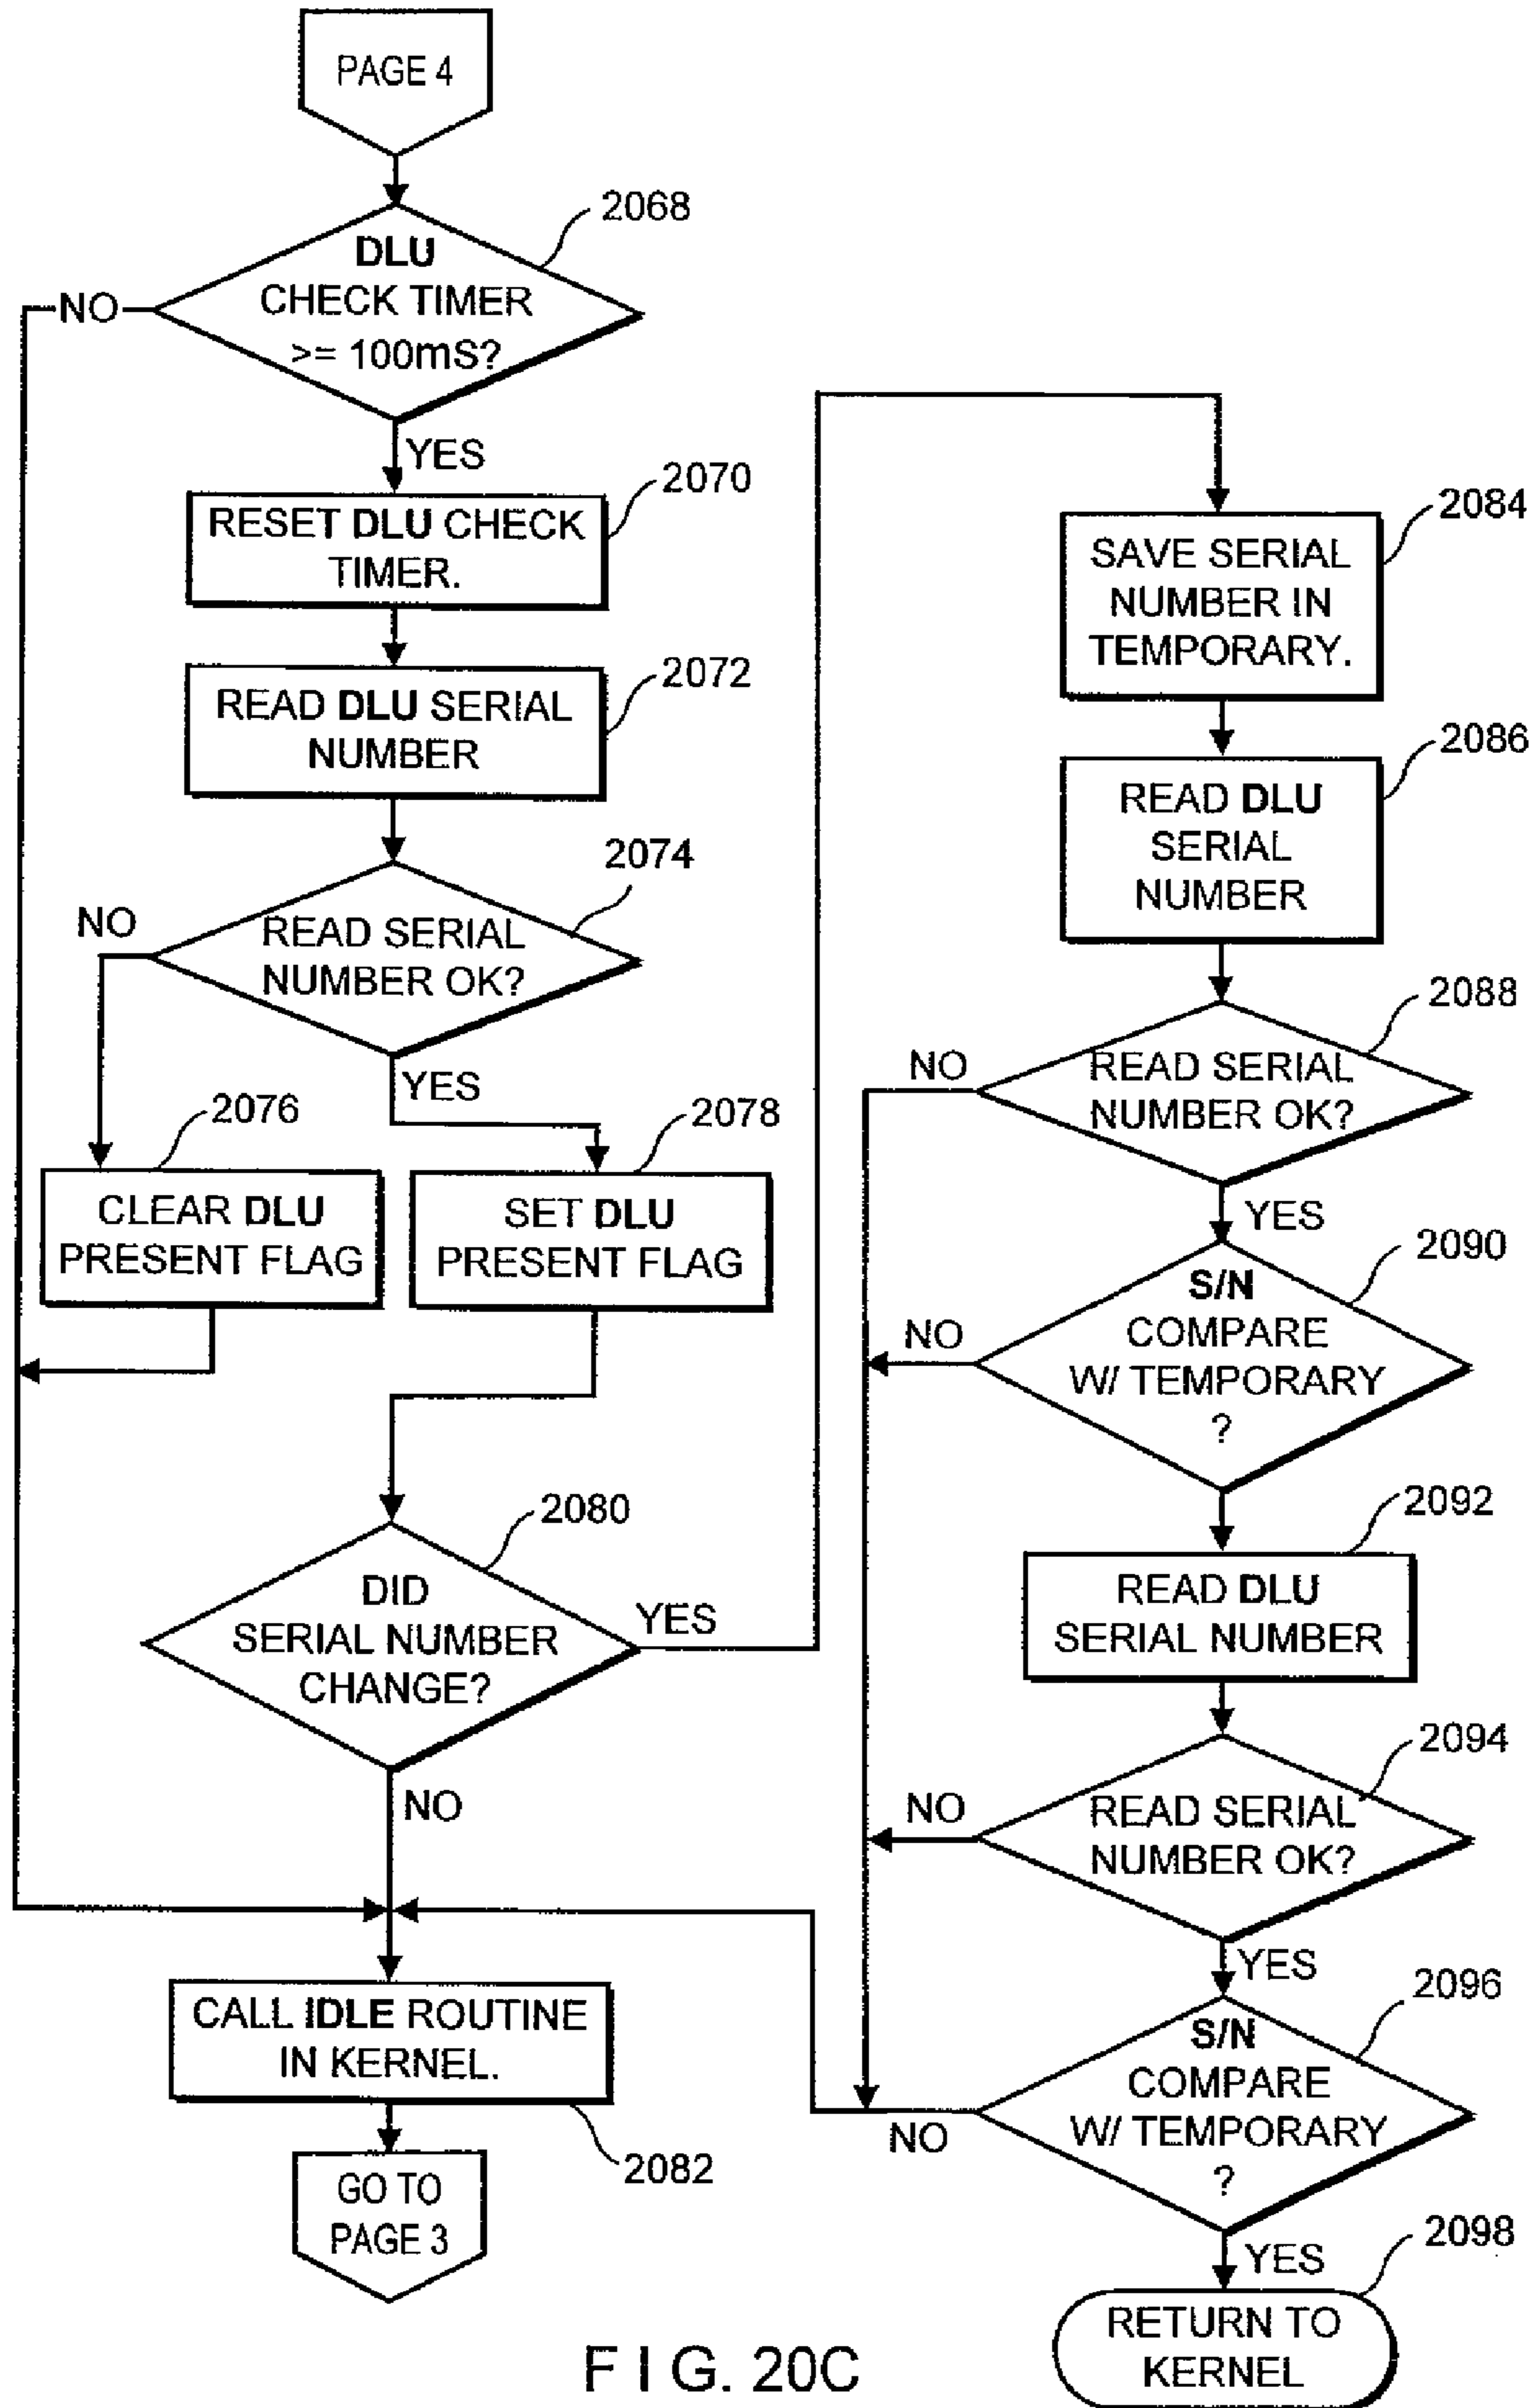 PAGE 4
2068
DLU
CHECK TIMER
>= 100mS?
NO
YES
2070
RESET DLU CHECK
TIMER.
2072
READ DLU SERIAL
NUMBER
2074
READ SERIAL
NUMBER OK?
NO
YES
2076
CLEAR DLU
PRESENT FLAG
2078
SET DLU
PRESENT FLAG
2080
DID
SERIAL NUMBER
CHANGE?
YES
NO
CALL IDLE ROUTINE
IN KERNEL.
2082
GO TO
PAGE 3
2084
SAVE SERIAL
NUMBER IN
TEMPORARY.
2086
READ DLU
SERIAL
NUMBER
2088
READ SERIAL
NUMBER OK?
NO
YES
2090
S/N
COMPARE
W/ TEMPORARY
?
NO
2092
READ DLU
SERIAL NUMBER
2094
READ SERIAL
NUMBER OK?
NO
YES
2096
S/N
COMPARE
W/ TEMPORARY
?
NO
YES
2098
RETURN TO
KERNEL
FIG. 20C